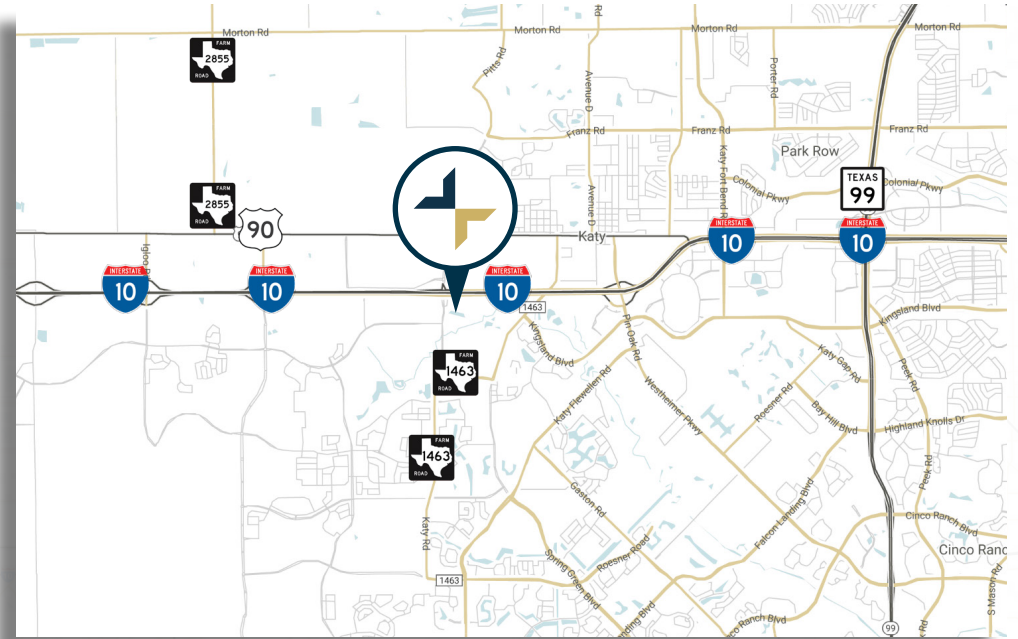 Rd
Morton Rd
Morton Rd
Morton Rd
FARM
2855
ROAD
Pitts Rd
Avenue D
Porter Rd
Franz Rd
Franz Rd
Franz Rd
Park Row
Katy Fort Bend R
Colonial Pkwy
Colonial Pkwy
TEXAS
99
FARM
2855
ROAD
Avenue D
90
Katy
INTERSTATE
10
INTERSTATE
10
INTERSTATE
10
INTERSTATE
10
INTERSTATE
10
1463
Kingsland Blvd
Kingsland Blvd
Pin Oak Rd
Katy Gap Rd
Peek Rd
FARM
1463
ROAD
Katy Flewellen Rd
Westheimer Pkwy
Roesner Rd
Bay Hill Blvd
Highland Knolls Dr
FARM
1463
ROAD
Peek Rd
Gaston Rd
Falcon Landing Blvd
Katy Rd
Cinco Ranch Blvd
Roesner Road
Cinco Ranc
1463
Spring Green Blvd
S Mason Rd
nding Blvd
co Ranch Blvd
99
k Rd